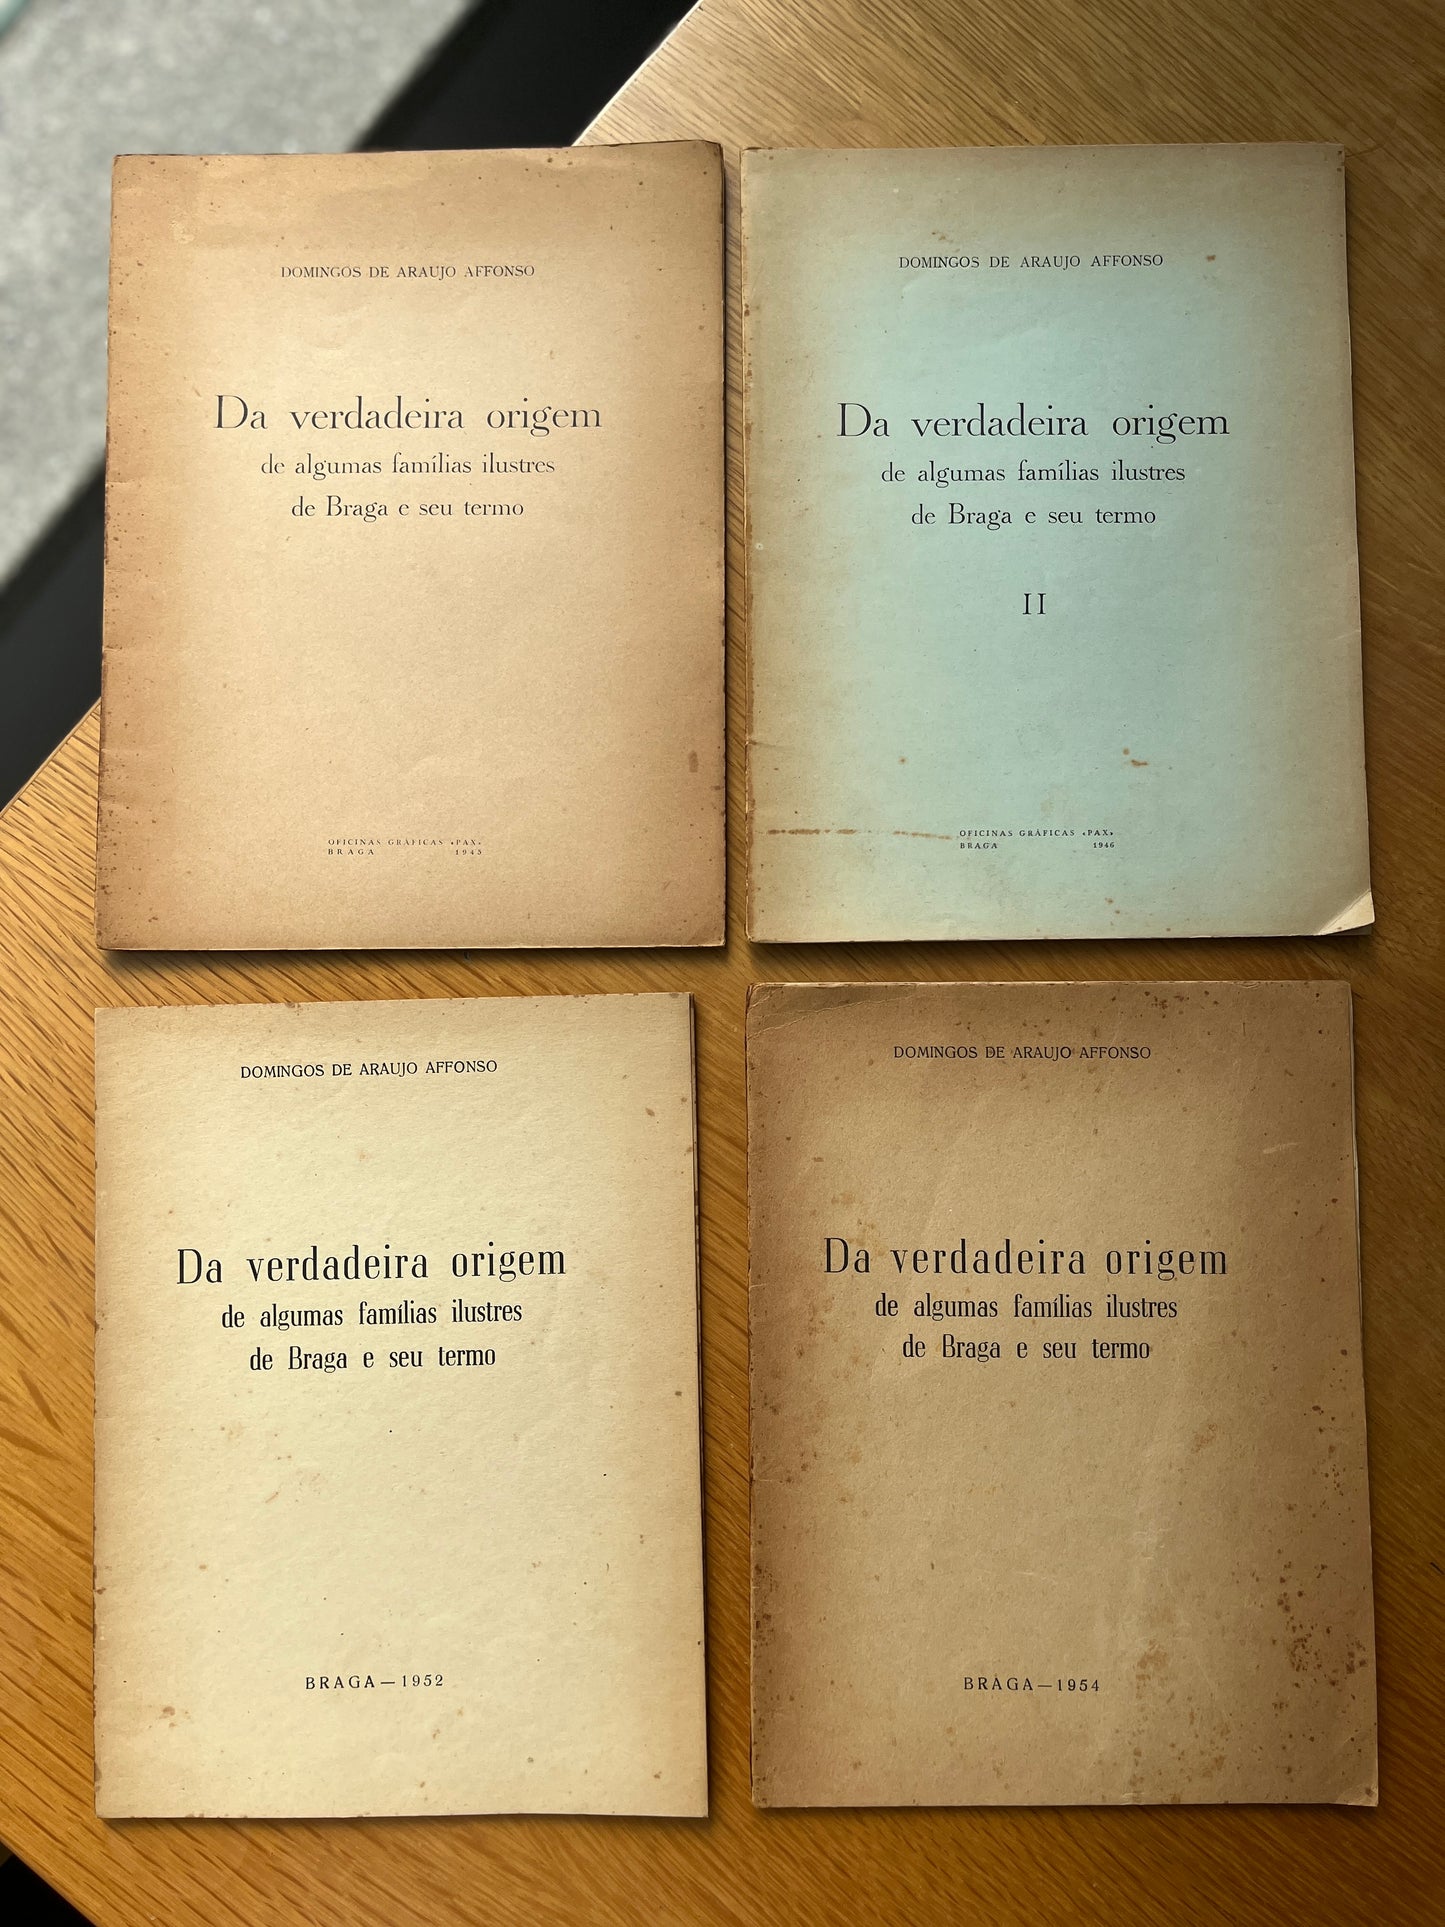 DOMINGOS DE ARAUJO AFFONSO
Da verdadeira origem
de algumas famílias ilustres
de Braga e seu termo
OFICINAS GRÁFICAS «PAX»
BRAGA 1945
DOMINGOS DE ARAUJO AFFONSO
Da verdadeira origem
de algumas famílias ilustres
de Braga e seu termo
II
OFICINAS GRÁFICAS «PAX»
BRAGA 1946
DOMINGOS DE ARAUJO AFFONSO
Da verdadeira origem
de algumas famílias ilustres
de Braga e seu termo
BRAGA — 1952
DOMINGOS DE ARAUJO AFFONSO
Da verdadeira origem
de algumas famílias ilustres
de Braga e seu termo
BRAGA — 1954